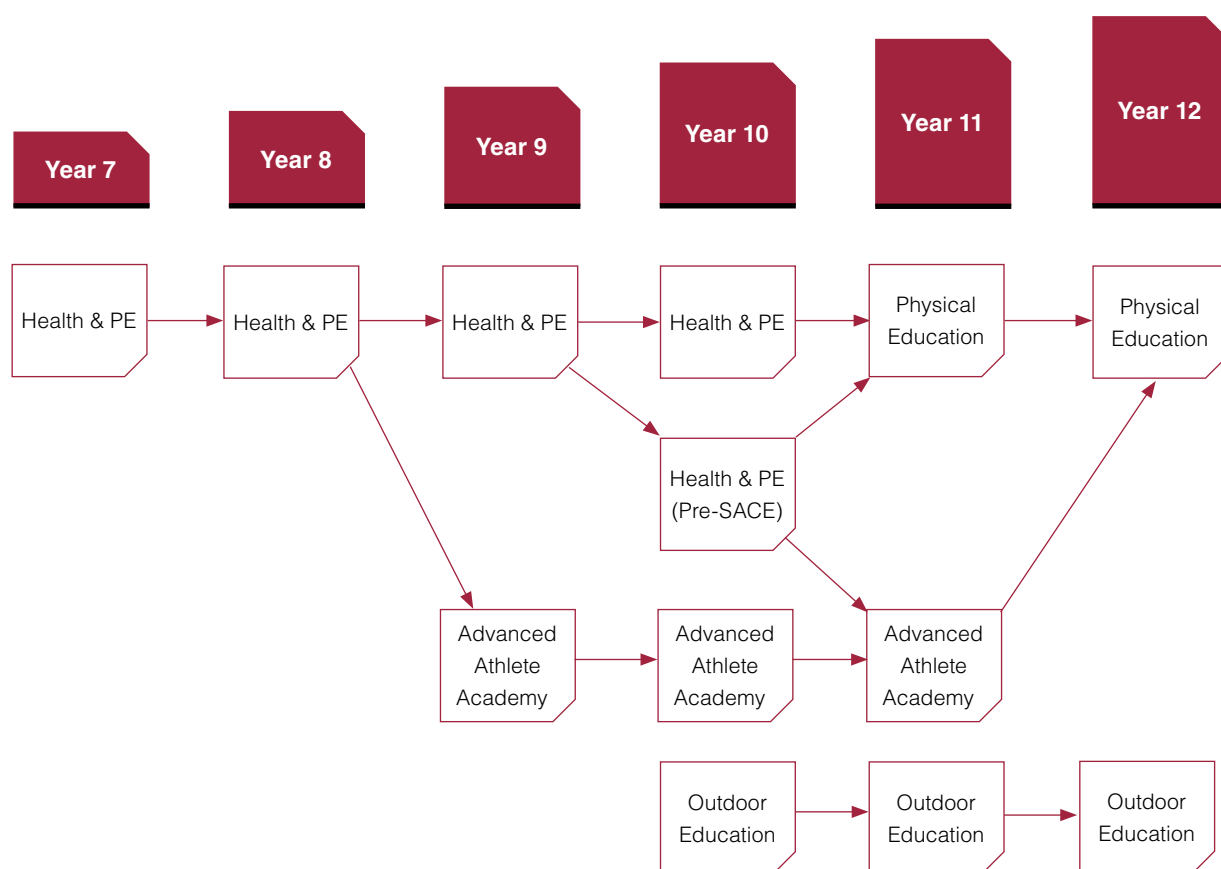 Year 7
Year 8
Year 9
Year 10
Year 11
Year 12
Health & PE
Health & PE
Health & PE
Health & PE
Physical
Education
Physical
Education
Health & PE
(Pre-SACE)
Advanced
Athlete
Academy
Advanced
Athlete
Academy
Advanced
Athlete
Academy
Outdoor
Education
Outdoor
Education
Outdoor
Education